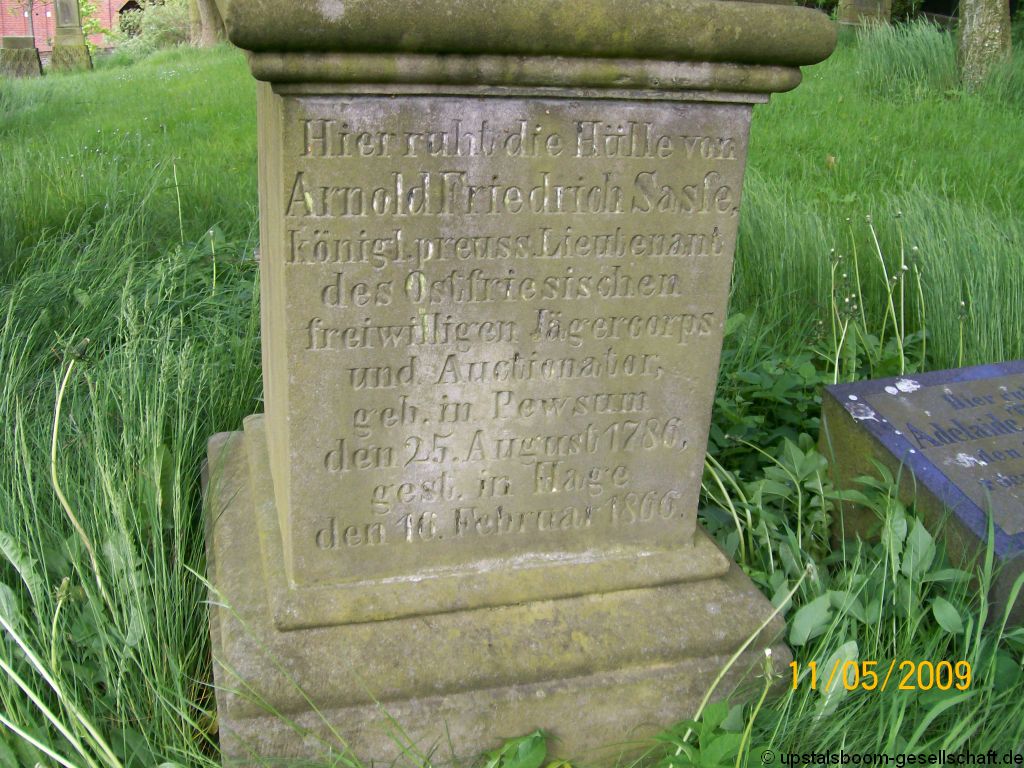 Hier ruht die Hülle von
Arnold Friedrich Sasse,
königl. preuss. Lieutenant
des Ostfriesischen
freiwilligen Jägercorps
und Auctionator,
geb. in Pewsum
den 25. August 1786,
gest. in Hage
den 16. Februar 1866.
Hier
Adelaide
den
11/05/2009
© upstalsboom-gesellschaft.de